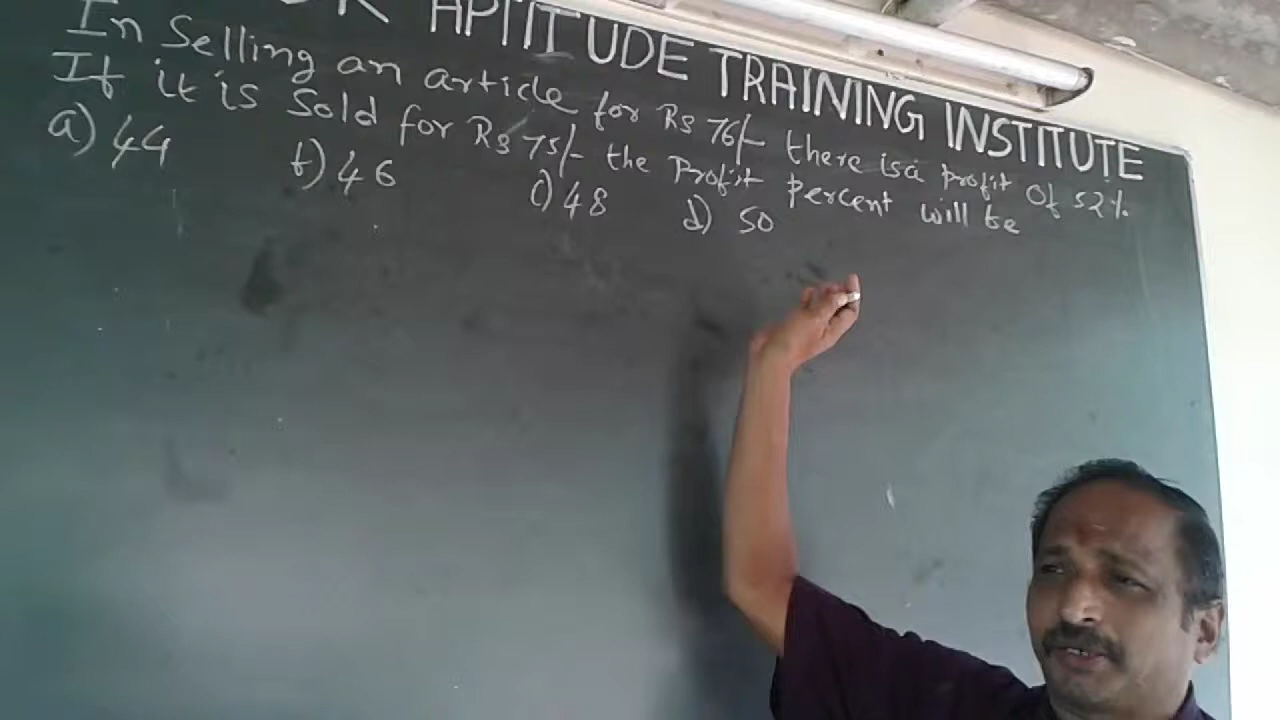 APTITUDE TRAINING INSTITUTE
In Selling an article for Rs 76/- there is a profit of 52%.
If it is Sold for Rs 75/- the Profit percent will be
a) 44 b) 46 c) 48 d) 50